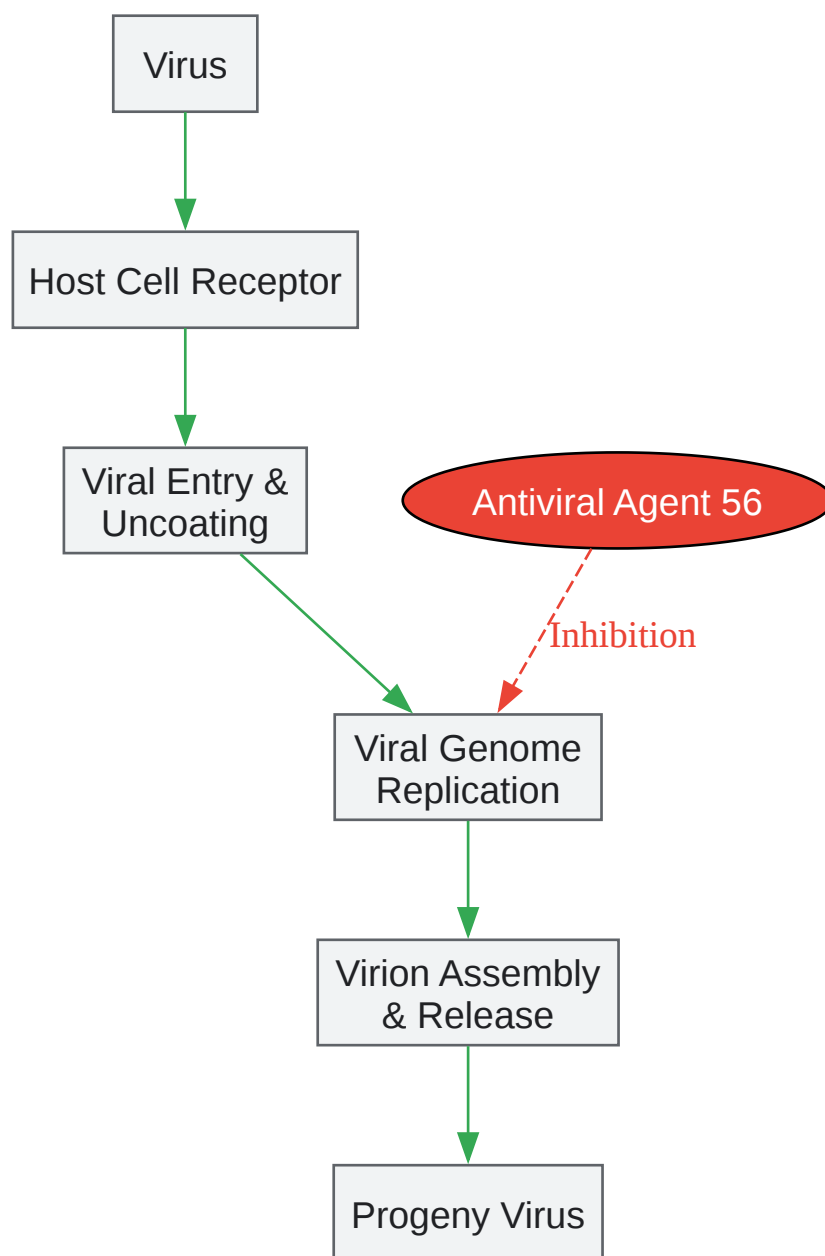 Virus
Host Cell Receptor
Viral Entry &
Uncoating
Antiviral Agent 56
Inhibition
Viral Genome
Replication
Virion Assembly
& Release
Progeny Virus